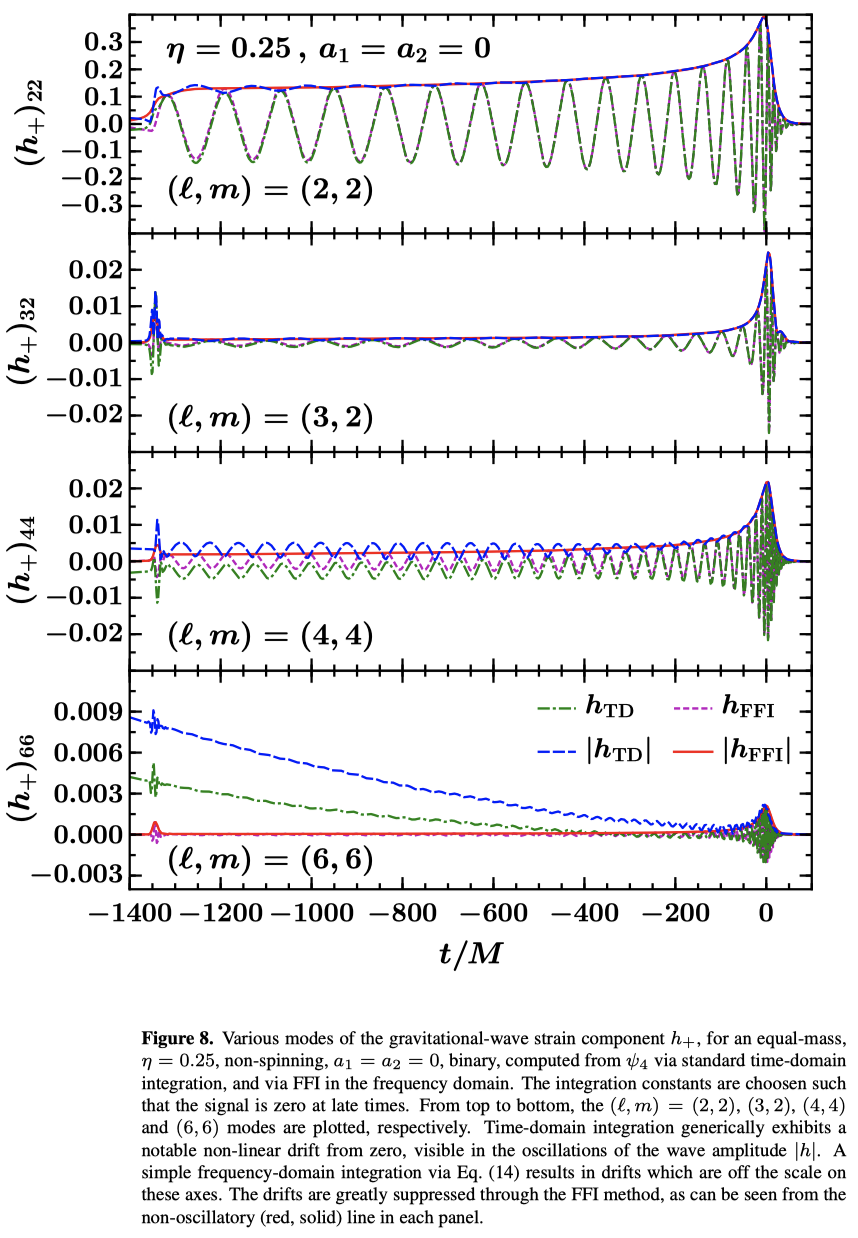 0.3
0.2
0.1
0.0
−0.1
−0.2
−0.3
(h₊)₂₂
η = 0.25 , a₁ = a₂ = 0
(ℓ, m) = (2, 2)
0.02
0.01
0.00
−0.01
−0.02
(h₊)₃₂
(ℓ, m) = (3, 2)
0.02
0.01
0.00
−0.01
−0.02
(h₊)₄₄
(ℓ, m) = (4, 4)
0.009
0.006
0.003
0.000
−0.003
(h₊)₆₆
h_TD h_FFI
|h_TD| |h_FFI|
(ℓ, m) = (6, 6)
−1400 −1200 −1000 −800 −600 −400 −200 0
t/M
Figure 8. Various modes of the gravitational-wave strain component h₊, for an equal-mass,
η = 0.25, non-spinning, a₁ = a₂ = 0, binary, computed from ψ₄ via standard time-domain
integration, and via FFI in the frequency domain. The integration constants are choosen such
that the signal is zero at late times. From top to bottom, the (ℓ, m) = (2, 2), (3, 2), (4, 4)
and (6, 6) modes are plotted, respectively. Time-domain integration generically exhibits a
notable non-linear drift from zero, visible in the oscillations of the wave amplitude |h|. A
simple frequency-domain integration via Eq. (14) results in drifts which are off the scale on
these axes. The drifts are greatly suppressed through the FFI method, as can be seen from the
non-oscillatory (red, solid) line in each panel.